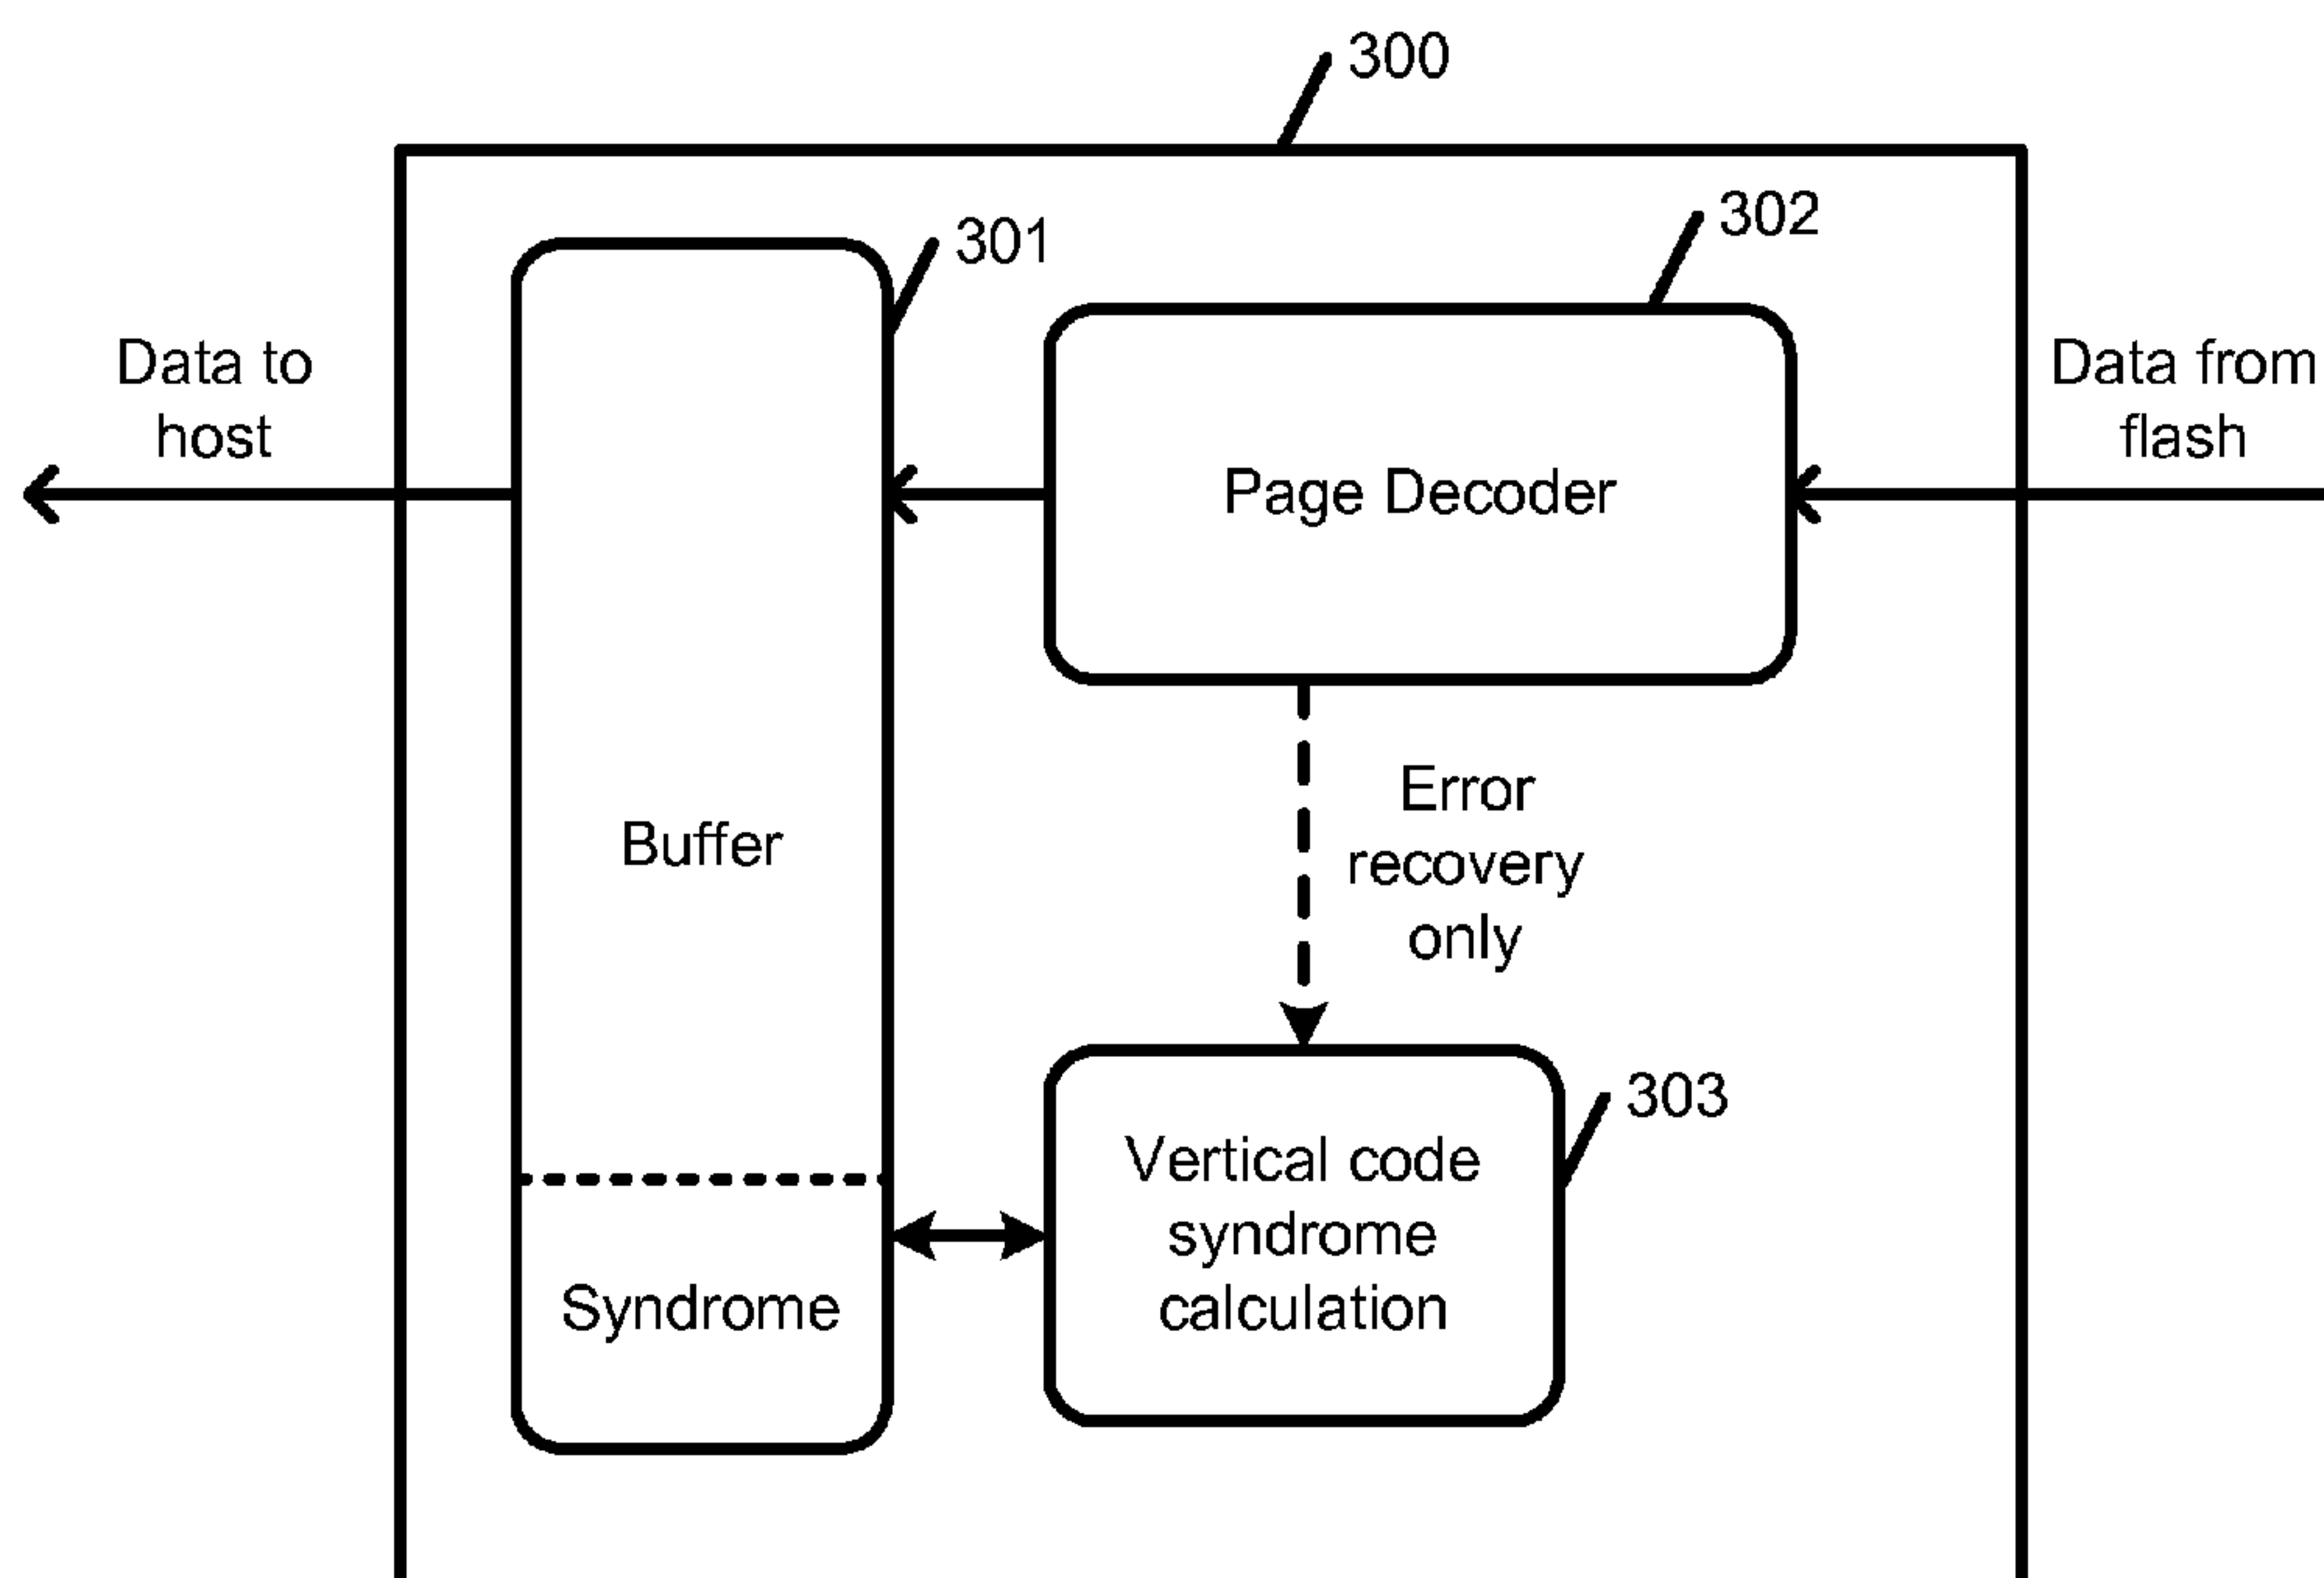 300
302
301
Data to
host
Data from
flash
Page Decoder
Error
recovery
only
Buffer
303
Vertical code
syndrome
calculation
Syndrome